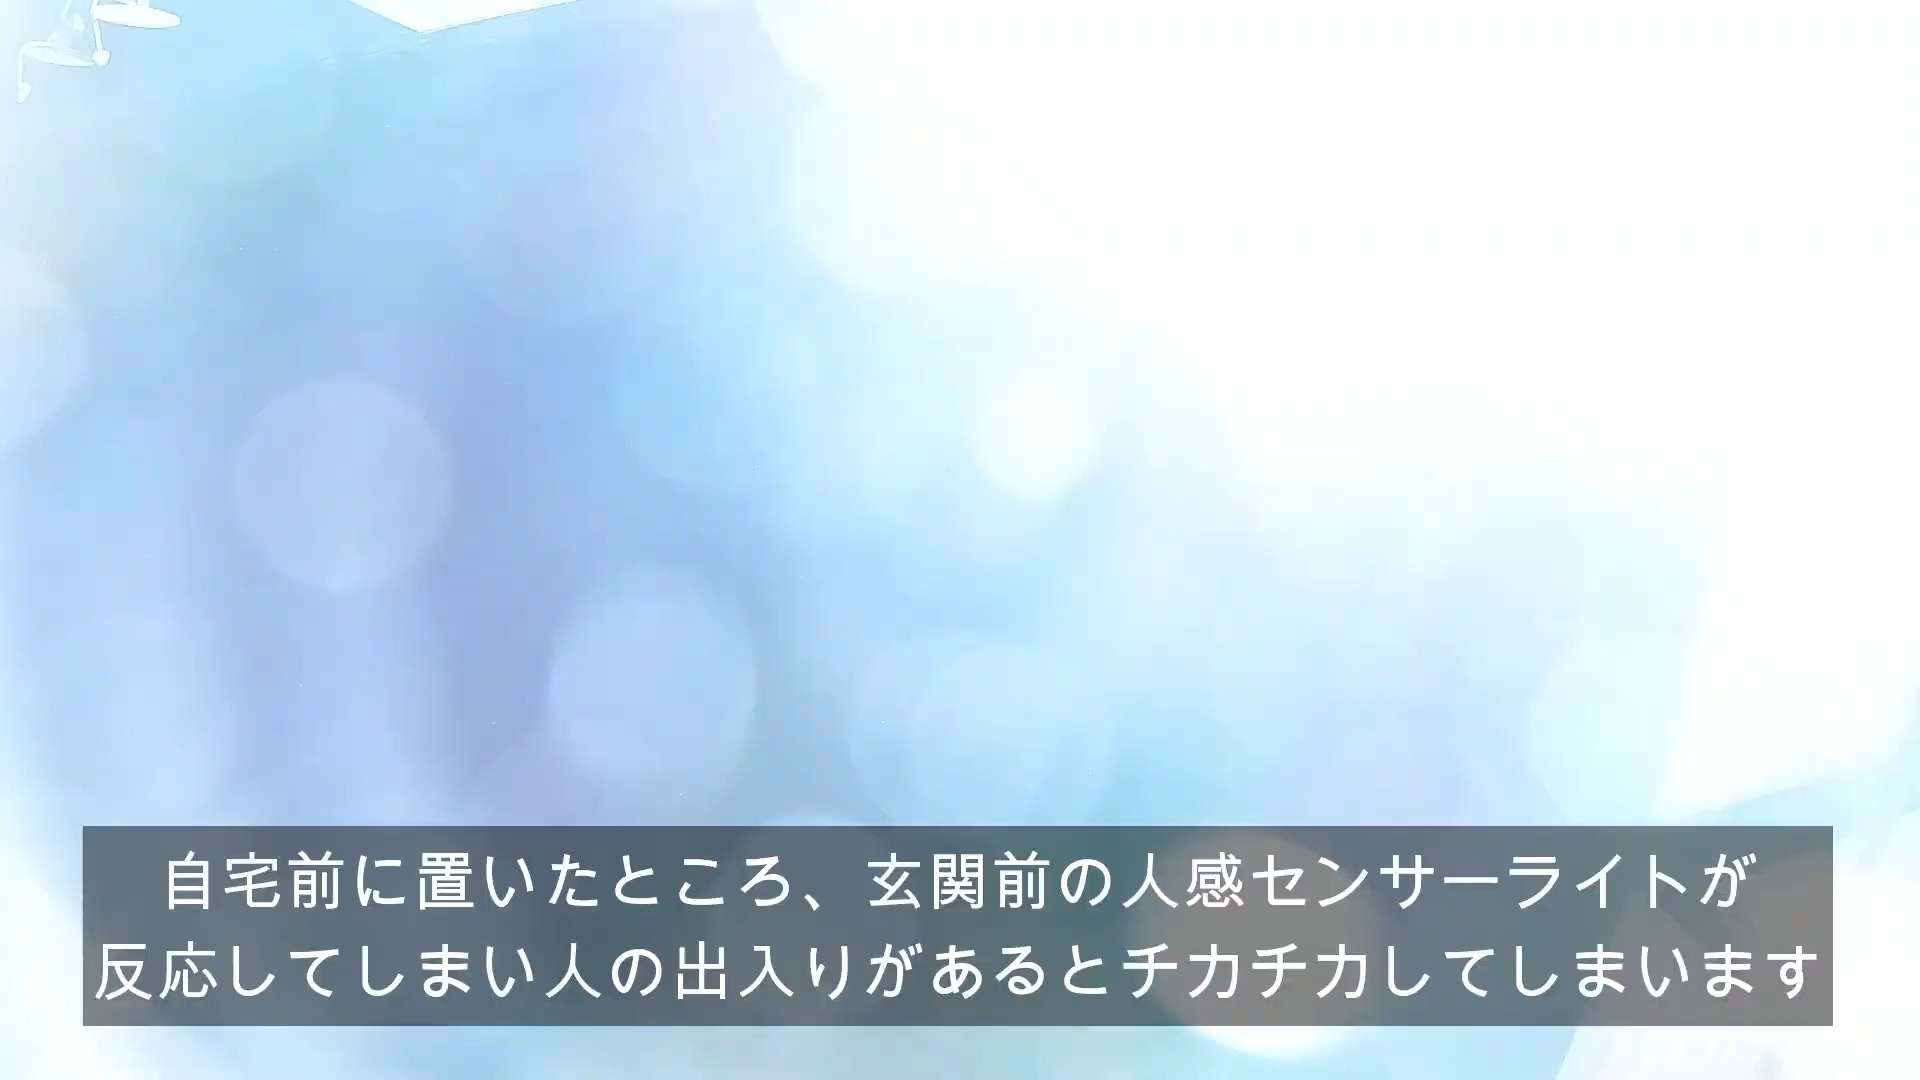 自宅前に置いたところ、玄関前の人感センサーライトが
反応してしまい人の出入りがあるとチカチカしてしまいます